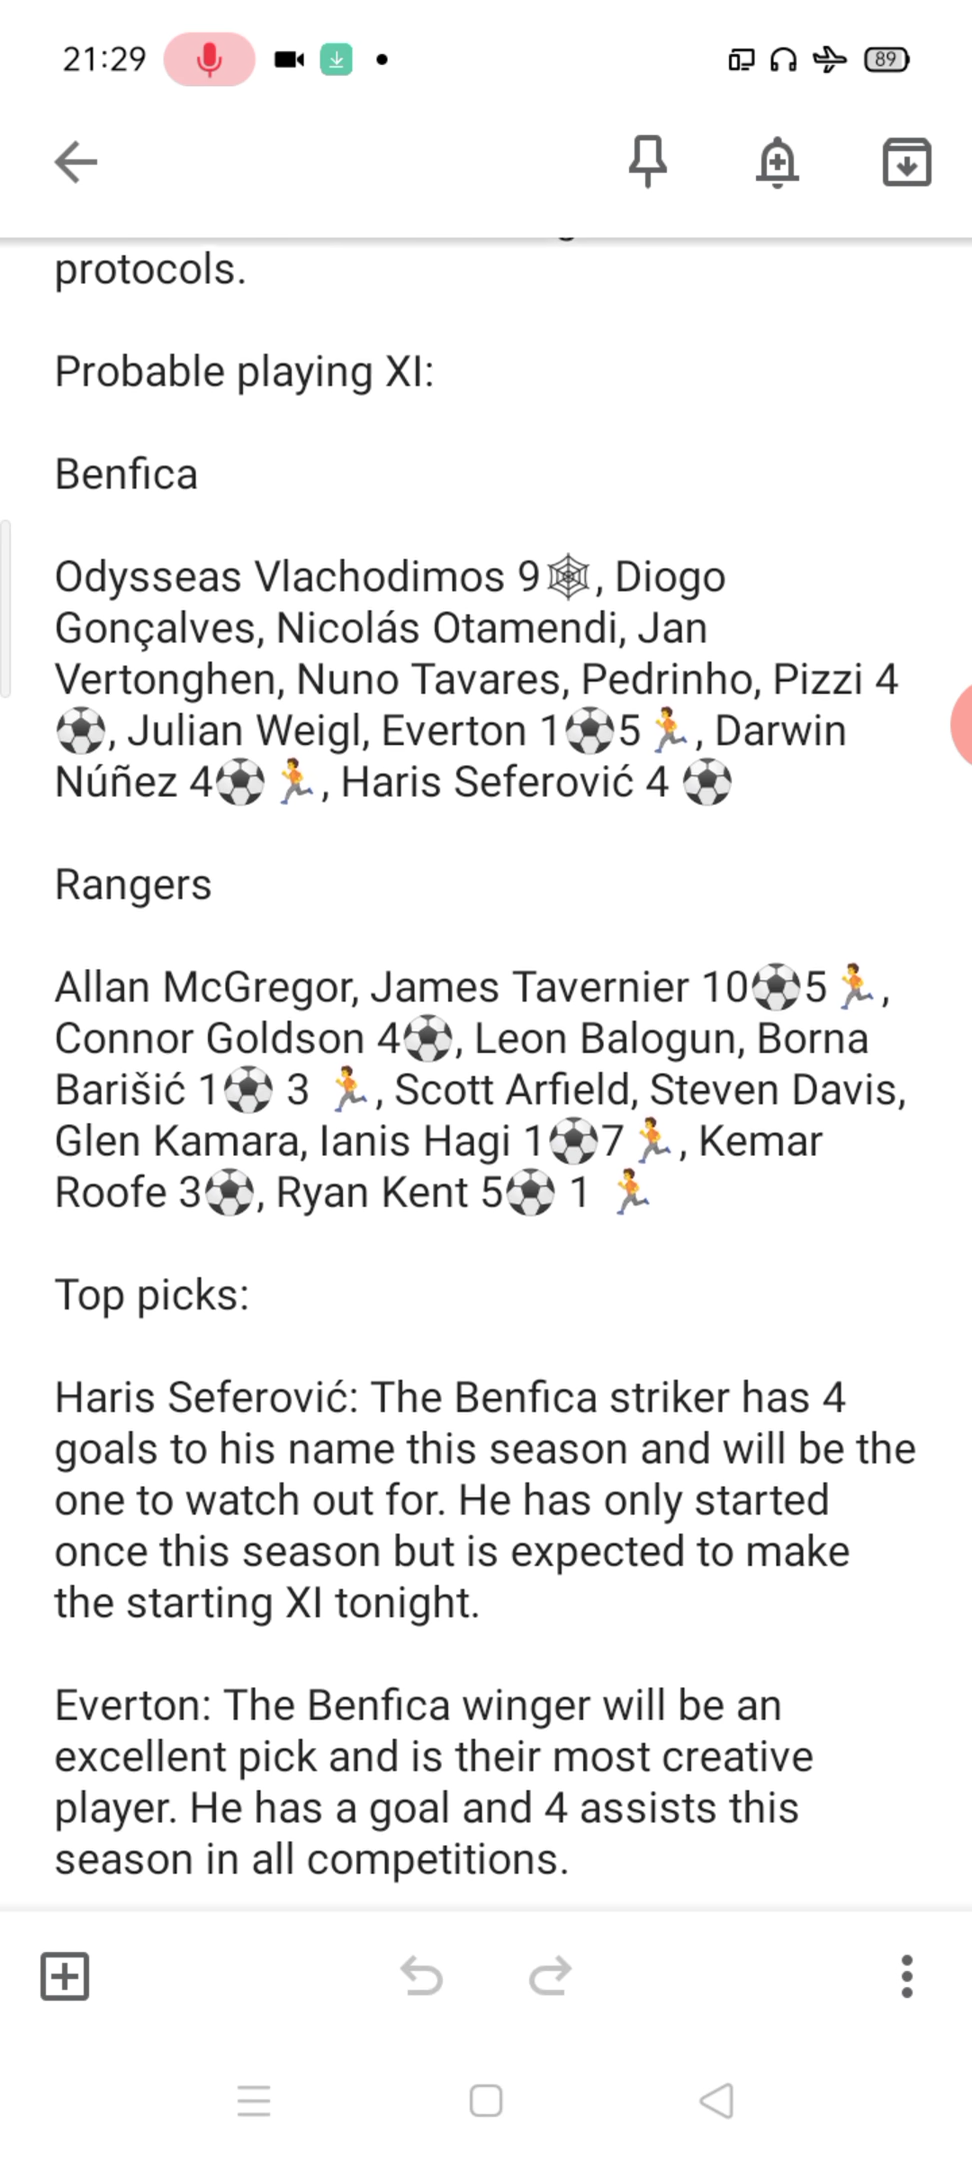 21:29
89
protocols.
Probable playing XI:
Benfica
Odysseas Vlachodimos 9🕸, Diogo
Gonçalves, Nicolás Otamendi, Jan
Vertonghen, Nuno Tavares, Pedrinho, Pizzi 4
⚽, Julian Weigl, Everton 1⚽5🏃, Darwin
Núñez 4⚽🏃, Haris Seferović 4 ⚽
Rangers
Allan McGregor, James Tavernier 10⚽5🏃,
Connor Goldson 4⚽, Leon Balogun, Borna
Barišić 1⚽ 3 🏃, Scott Arfield, Steven Davis,
Glen Kamara, Ianis Hagi 1⚽7🏃, Kemar
Roofe 3⚽, Ryan Kent 5⚽ 1 🏃
Top picks:
Haris Seferović: The Benfica striker has 4
goals to his name this season and will be the
one to watch out for. He has only started
once this season but is expected to make
the starting XI tonight.
Everton: The Benfica winger will be an
excellent pick and is their most creative
player. He has a goal and 4 assists this
season in all competitions.